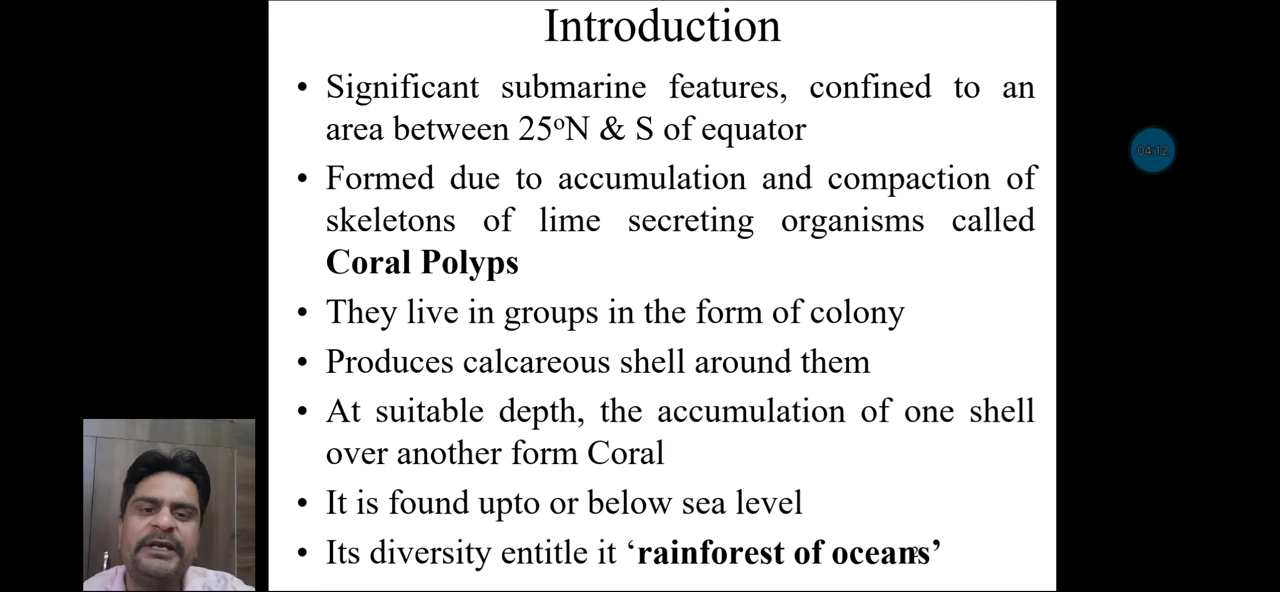 Introduction
• Significant submarine features, confined to an
area between 25ºN & S of equator
• Formed due to accumulation and compaction of
skeletons of lime secreting organisms called
Coral Polyps
• They live in groups in the form of colony
• Produces calcareous shell around them
• At suitable depth, the accumulation of one shell
over another form Coral
• It is found upto or below sea level
• Its diversity entitle it ‘rainforest of oceans’
04:12